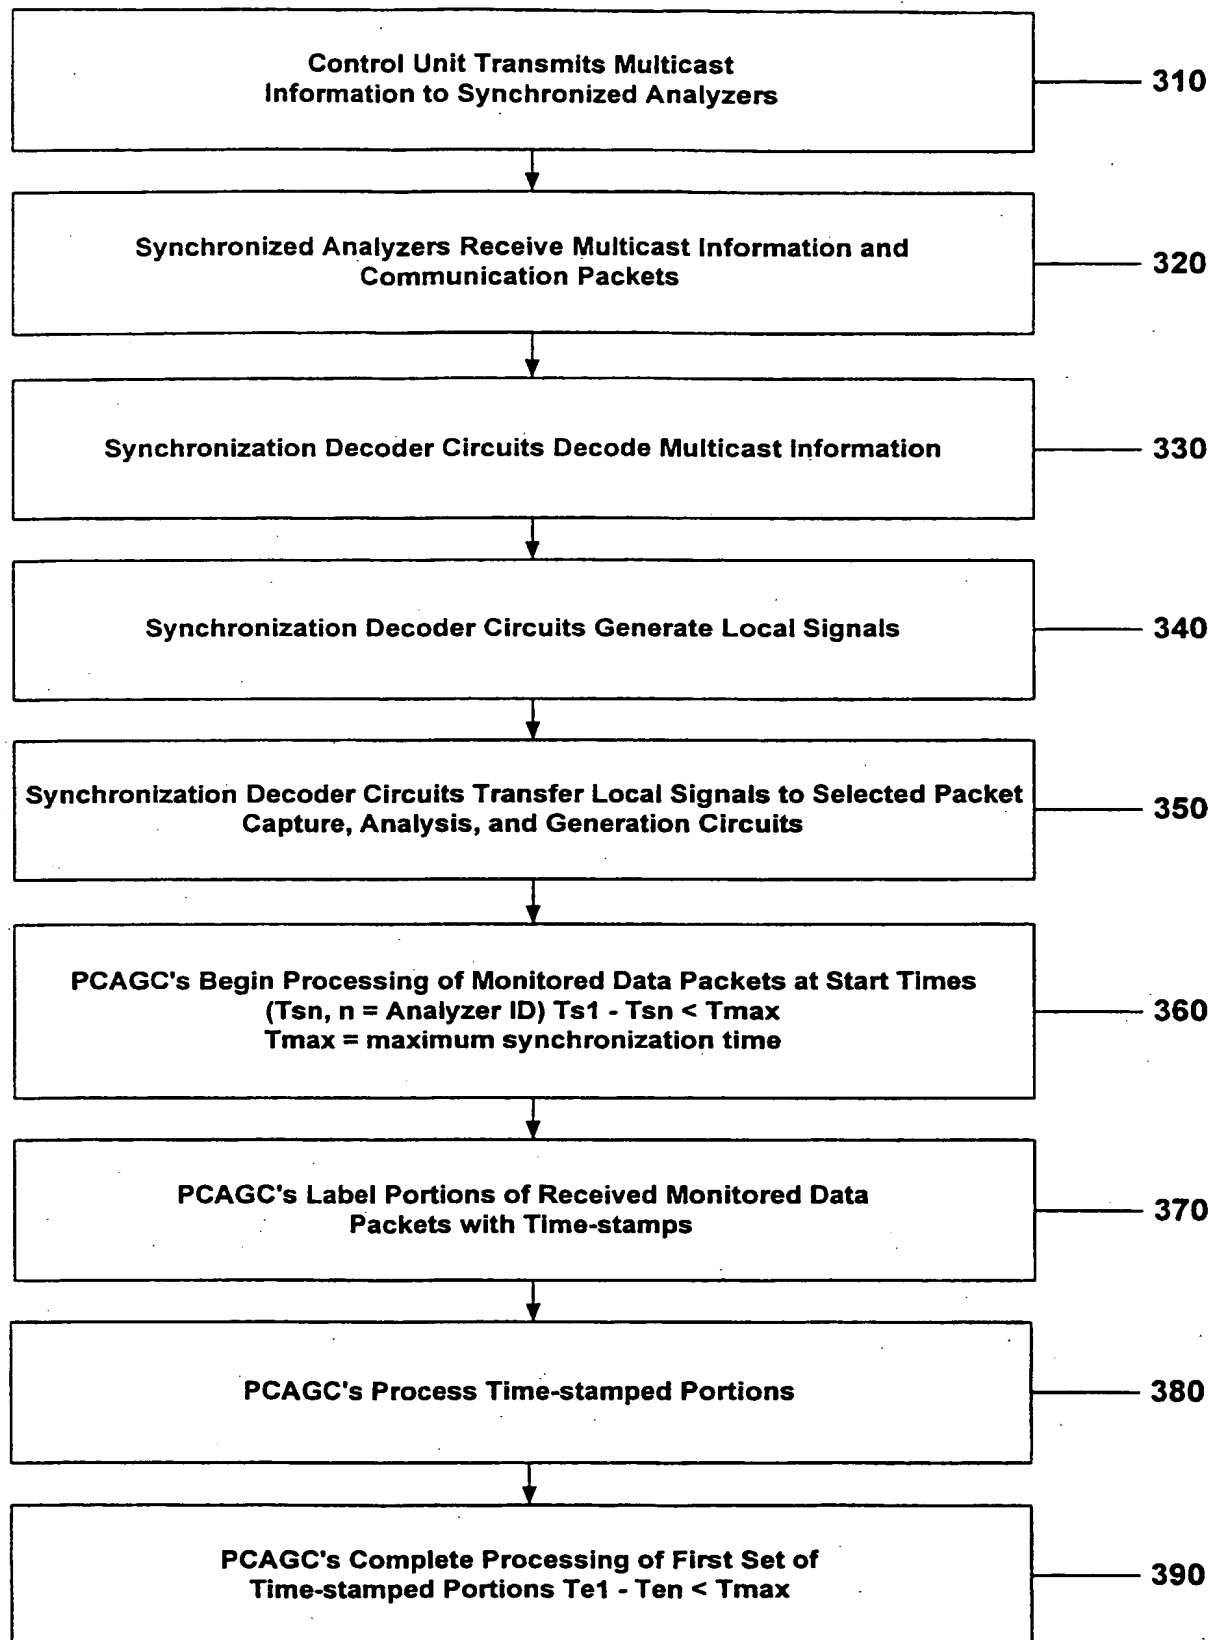 Control Unit Transmits Multicast
Information to Synchronized Analyzers
310
Synchronized Analyzers Receive Multicast Information and
Communication Packets
320
Synchronization Decoder Circuits Decode Multicast Information
330
Synchronization Decoder Circuits Generate Local Signals
340
Synchronization Decoder Circuits Transfer Local Signals to Selected Packet
Capture, Analysis, and Generation Circuits
350
PCAGC's Begin Processing of Monitored Data Packets at Start Times
(Tsn, n = Analyzer ID) Ts1 - Tsn < Tmax
Tmax = maximum synchronization time
360
PCAGC's Label Portions of Received Monitored Data
Packets with Time-stamps
370
PCAGC's Process Time-stamped Portions
380
PCAGC's Complete Processing of First Set of
Time-stamped Portions Te1 - Ten < Tmax
390